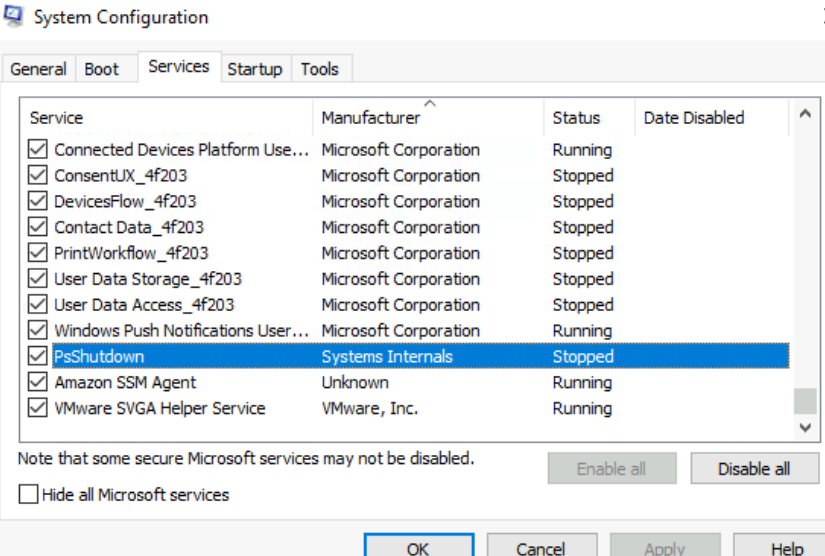 System Configuration
General Boot Services Startup Tools
Service Manufacturer Status Date Disabled
Connected Devices Platform Use... Microsoft Corporation Running
ConsentUX_4f203 Microsoft Corporation Stopped
DevicesFlow_4f203 Microsoft Corporation Stopped
Contact Data_4f203 Microsoft Corporation Stopped
PrintWorkflow_4f203 Microsoft Corporation Stopped
User Data Storage_4f203 Microsoft Corporation Stopped
User Data Access_4f203 Microsoft Corporation Stopped
Windows Push Notifications User... Microsoft Corporation Running
PsShutdown Systems Internals Stopped
Amazon SSM Agent Unknown Running
VMware SVGA Helper Service VMware, Inc. Running
Note that some secure Microsoft services may not be disabled.
Enable all Disable all
Hide all Microsoft services
OK Cancel Apply Help